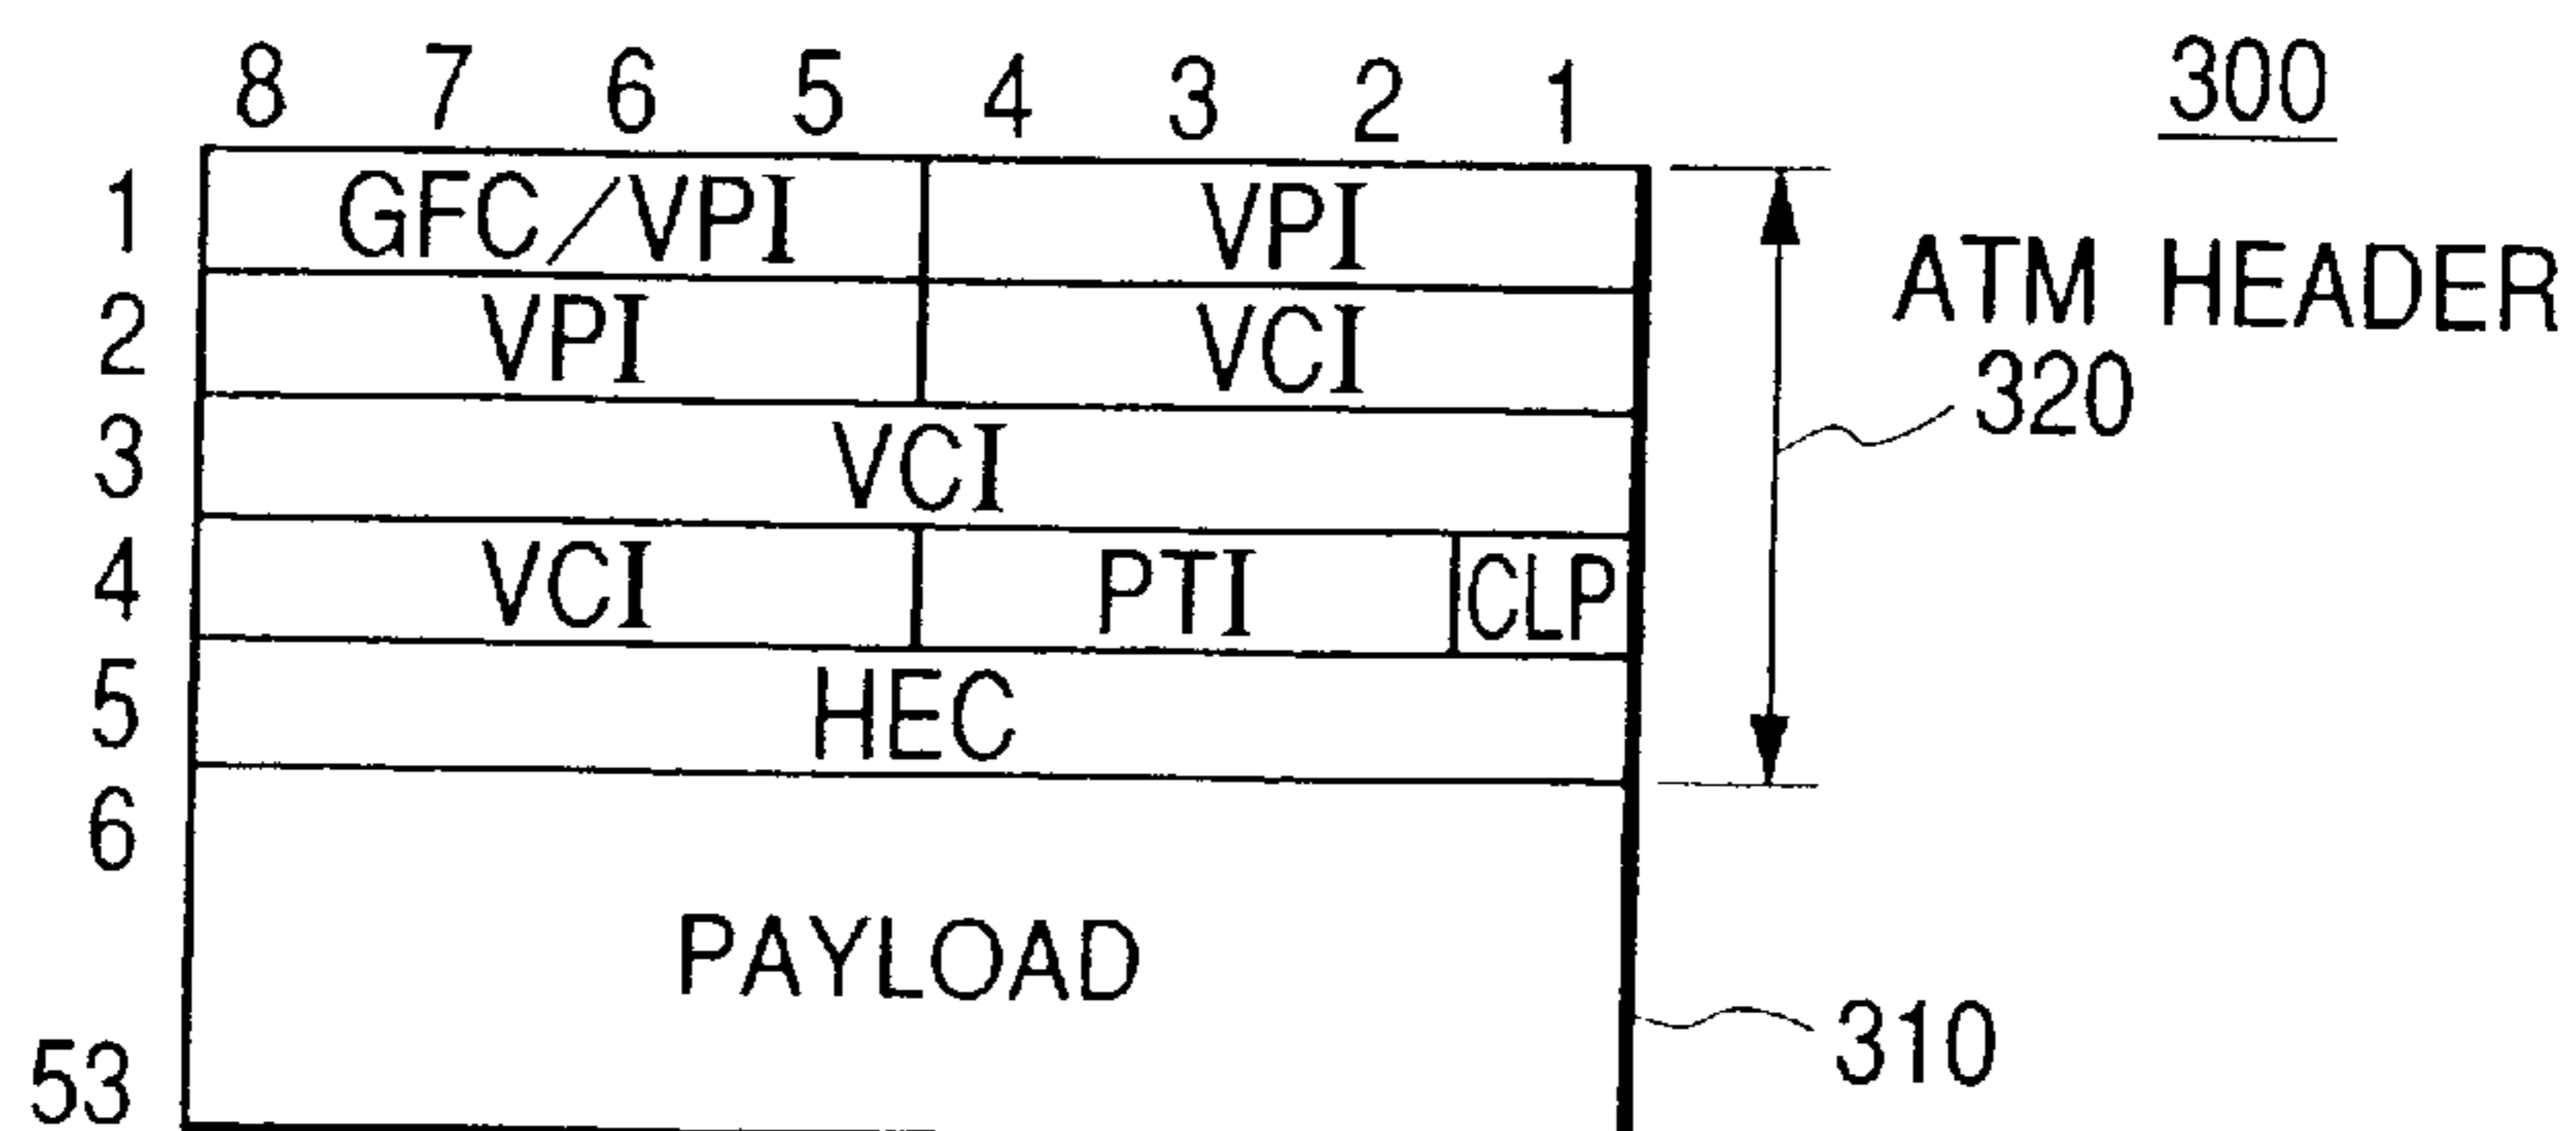 8 7 6 5 4 3 2 1
300
1 GFC/VPI VPI
2 VPI VCI
ATM HEADER
320
3 VCI
4 VCI PTI CLP
5 HEC
6
PAYLOAD
310
53